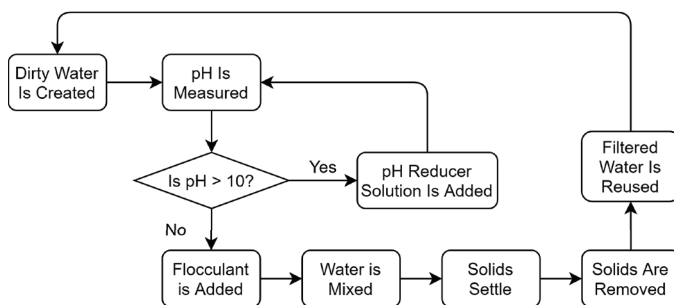 Dirty Water
Is Created
pH Is
Measured
Is pH > 10?
Yes
pH Reducer
Solution Is Added
No
Flocculant
is Added
Water is
Mixed
Solids
Settle
Solids Are
Removed
Filtered
Water Is
Reused